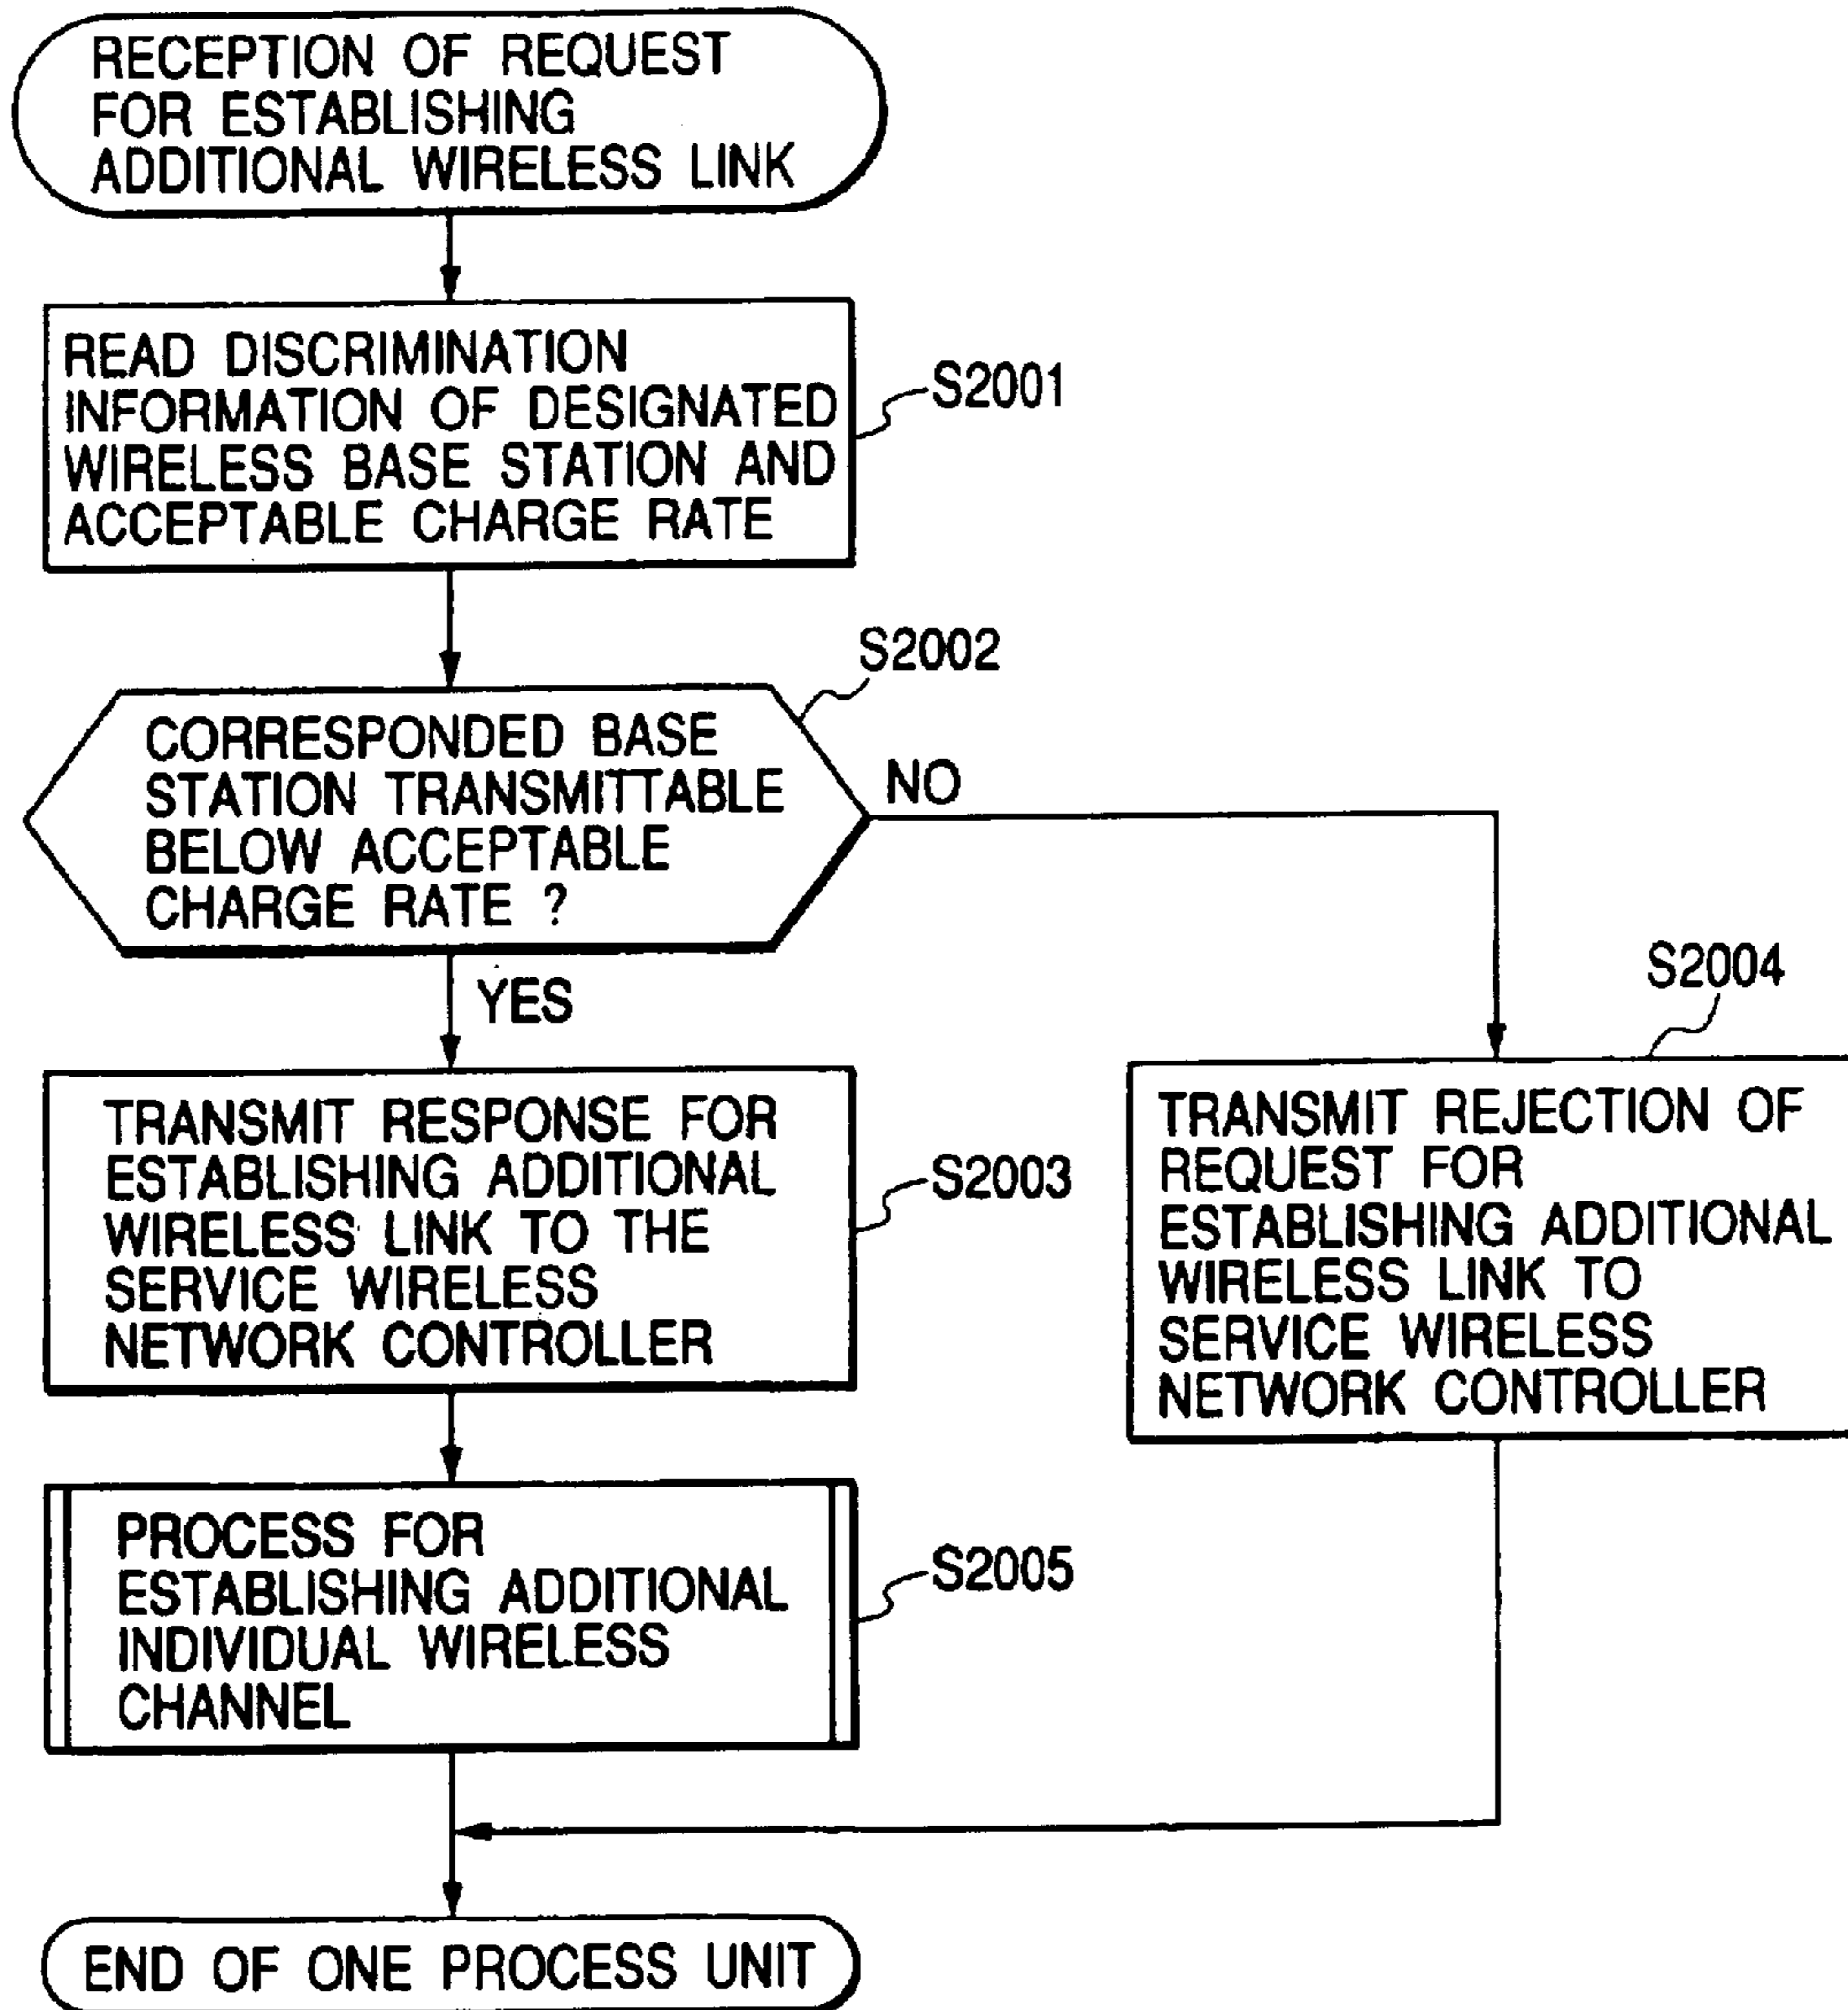 RECEPTION OF REQUEST
FOR ESTABLISHING
ADDITIONAL WIRELESS LINK
READ DISCRIMINATION
INFORMATION OF DESIGNATED
WIRELESS BASE STATION AND
ACCEPTABLE CHARGE RATE
S2001
S2002
CORRESPONDED BASE
STATION TRANSMITTABLE
BELOW ACCEPTABLE
CHARGE RATE ?
NO
YES
TRANSMIT RESPONSE FOR
ESTABLISHING ADDITIONAL
WIRELESS LINK TO THE
SERVICE WIRELESS
NETWORK CONTROLLER
S2003
S2004
TRANSMIT REJECTION OF
REQUEST FOR
ESTABLISHING ADDITIONAL
WIRELESS LINK TO
SERVICE WIRELESS
NETWORK CONTROLLER
PROCESS FOR
ESTABLISHING ADDITIONAL
INDIVIDUAL WIRELESS
CHANNEL
S2005
END OF ONE PROCESS UNIT